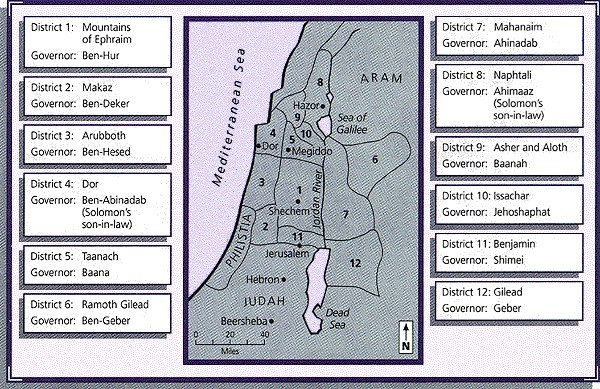 District 1: Mountains
of Ephraim
Governor: Ben-Hur
District 2: Makaz
Governor: Ben-Deker
District 3: Arubboth
Governor: Ben-Hesed
District 4: Dor
Governor: Ben-Abinadab
(Solomon's
son-in-law)
District 5: Taanach
Governor: Baana
District 6: Ramoth Gilead
Governor: Ben-Geber
Mediterranean Sea
ARAM
8
Hazor
9
Sea of
Galilee
4
10
5
Dor
Megiddo
6
3
1
Jordan River
Shechem
7
PHILISTIA
2
11
Jerusalem
12
Hebron
JUDAH
Dead
Sea
Beersheba
0 20 40
Miles
N
District 7: Mahanaim
Governor: Ahinadab
District 8: Naphtali
Governor: Ahimaaz
(Solomon's
son-in-law)
District 9: Asher and Aloth
Governor: Baanah
District 10: Issachar
Governor: Jehoshaphat
District 11: Benjamin
Governor: Shimei
District 12: Gilead
Governor: Geber